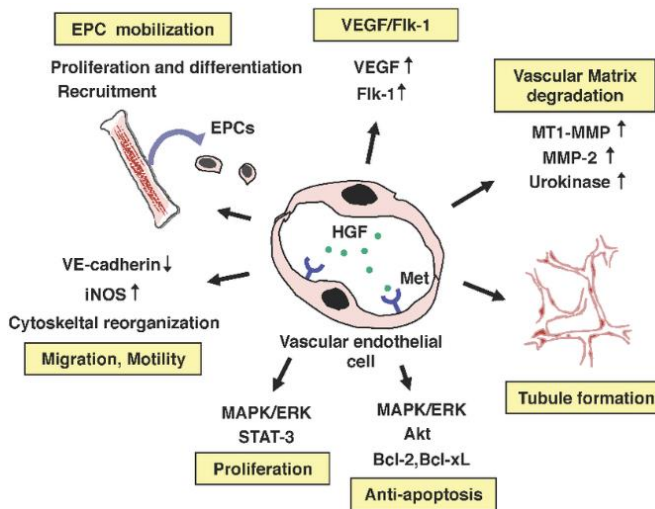 EPC mobilization
Proliferation and differentiation
Recruitment
EPCs
VEGF/Flk-1
VEGF ↑
Flk-1 ↑
Vascular Matrix
degradation
MT1-MMP ↑
MMP-2 ↑
Urokinase ↑
HGF
Met
Vascular endothelial
cell
VE-cadherin ↓
iNOS ↑
Cytoskeltal reorganization
Migration, Motility
Tubule formation
MAPK/ERK
STAT-3
Proliferation
MAPK/ERK
Akt
Bcl-2,Bcl-xL
Anti-apoptosis